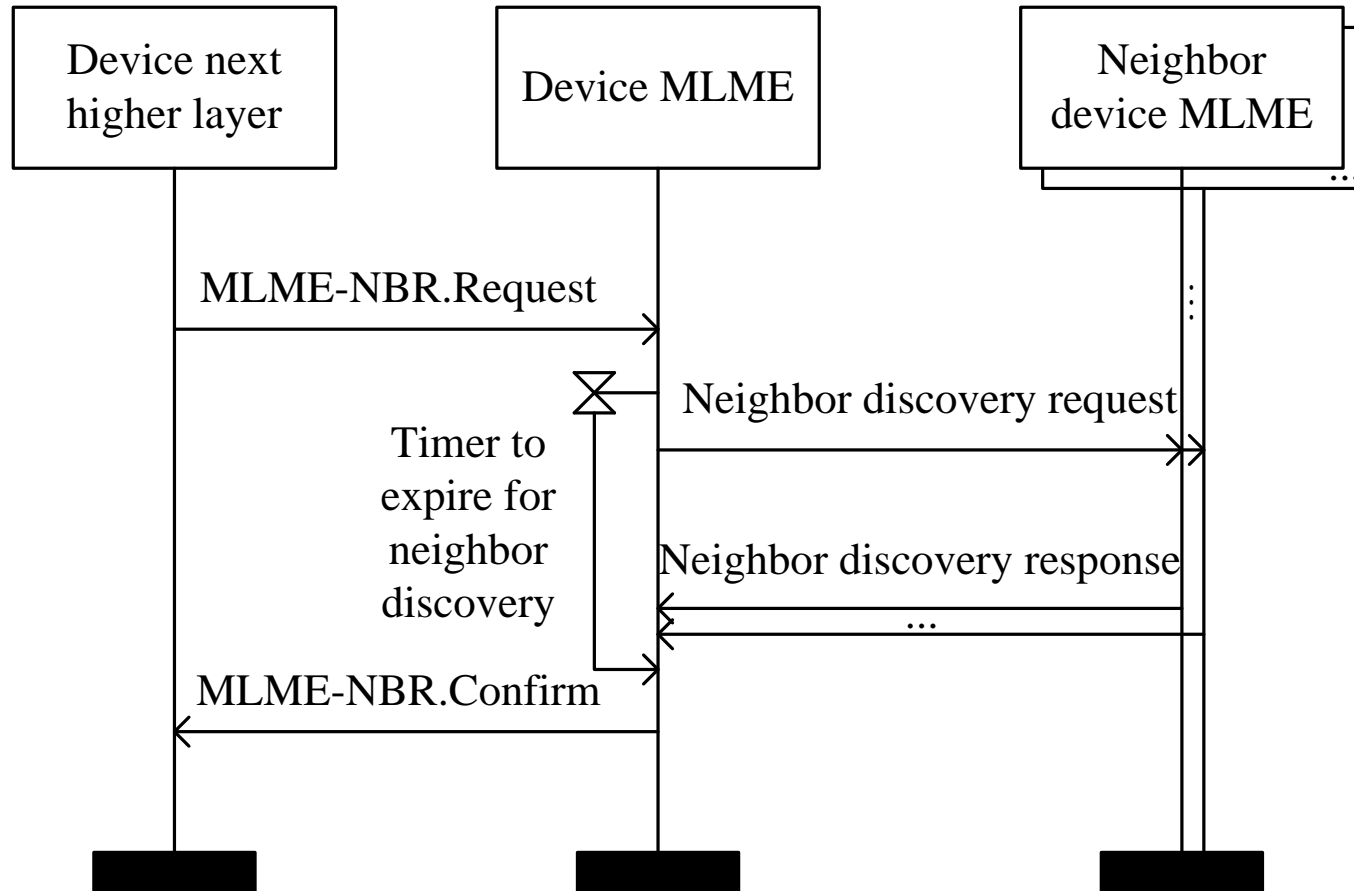 Device next
higher layer
Device MLME
Neighbor
device MLME
...
...
MLME-NBR.Request
Neighbor discovery request
Timer to
expire for
neighbor
discovery
Neighbor discovery response
...
MLME-NBR.Confirm